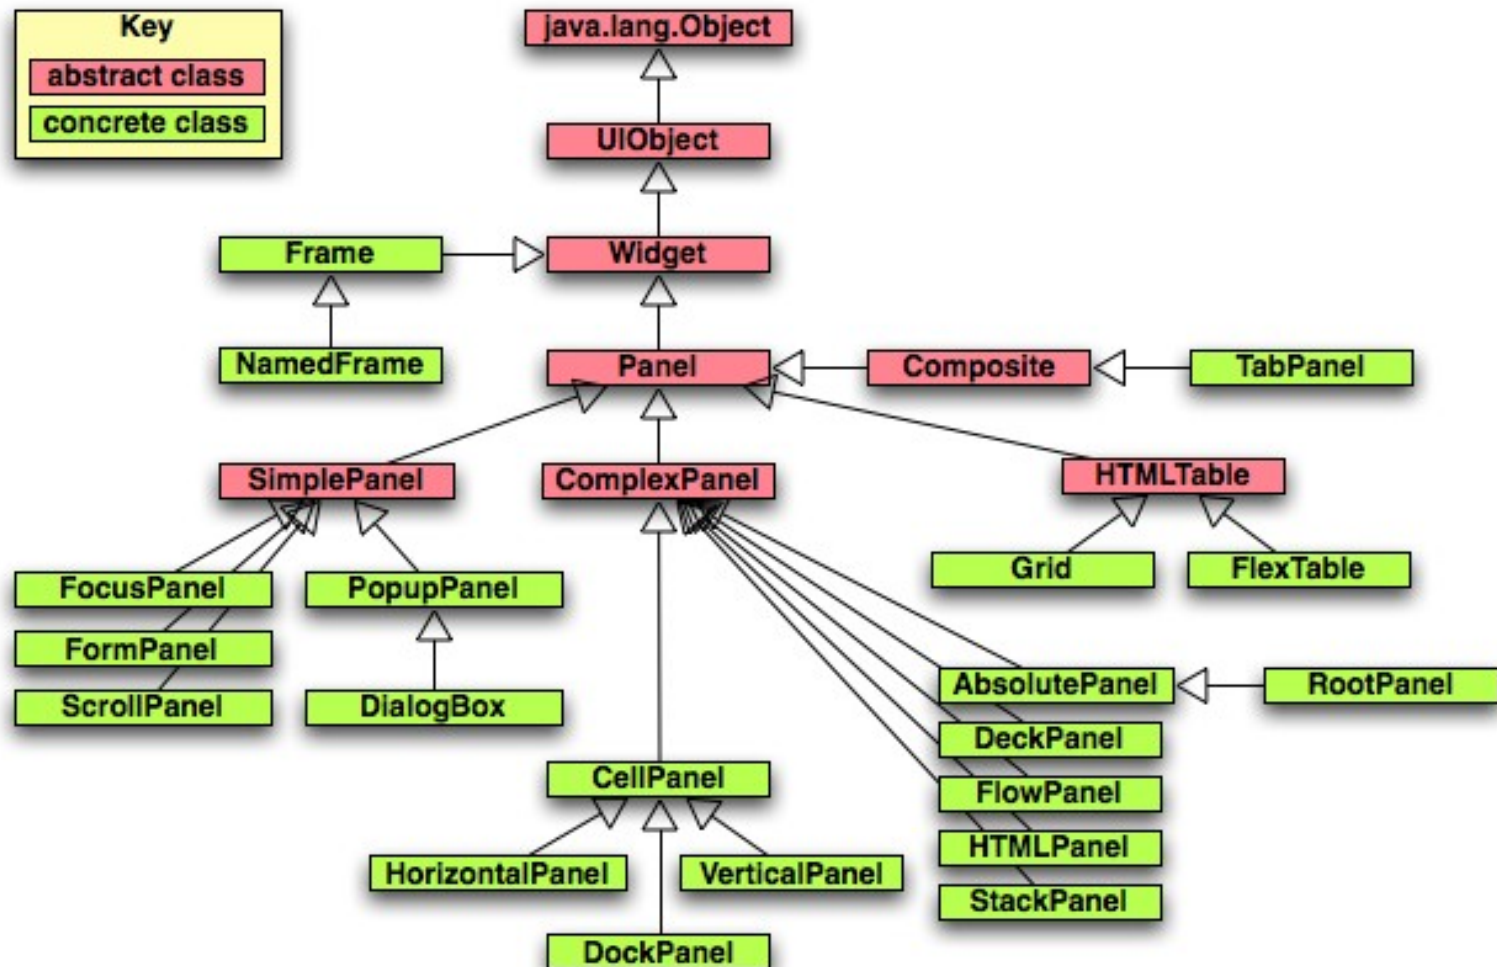 Key
abstract class
concrete class
java.lang.Object
UIObject
Frame
Widget
NamedFrame
Panel
Composite
TabPanel
SimplePanel
ComplexPanel
HTMLTable
Grid
FlexTable
FocusPanel
PopupPanel
FormPanel
ScrollPanel
DialogBox
AbsolutePanel
RootPanel
DeckPanel
CellPanel
FlowPanel
HTMLPanel
HorizontalPanel
VerticalPanel
StackPanel
DockPanel